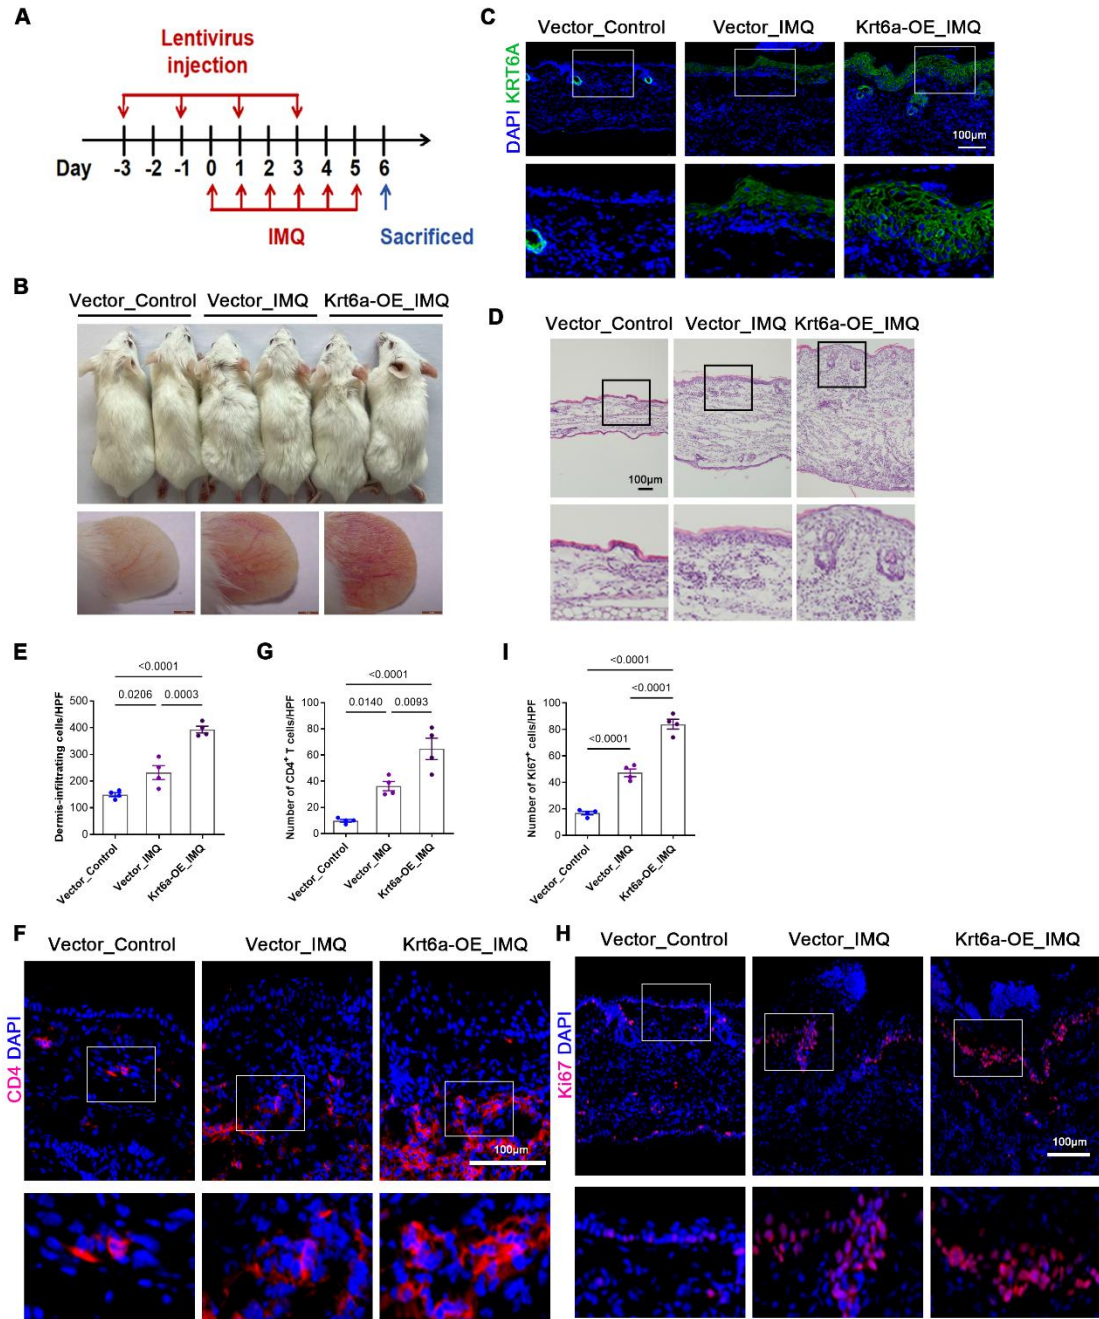 A
Lentivirus
injection
Day -3 -2 -1 0 1 2 3 4 5 6
IMQ
Sacrificed
B
Vector_Control Vector_IMQ Krt6a-OE_IMQ
C
Vector_Control Vector_IMQ Krt6a-OE_IMQ
DAPI KRT6A
100μm
D
Vector_Control Vector_IMQ Krt6a-OE_IMQ
100μm
E
<0.0001
0.0206 0.0003
Dermis-infiltrating cells/HPF
500
400
300
200
100
0
Vector_Control
Vector_IMQ
Krt6a-OE_IMQ
G
<0.0001
0.0140 0.0093
Number of CD4⁺ T cells/HPF
100
80
60
40
20
0
Vector_Control
Vector_IMQ
Krt6a-OE_IMQ
I
<0.0001
<0.0001
<0.0001
Number of Ki67⁺ cells/HPF
100
80
60
40
20
0
Vector_Control
Vector_IMQ
Krt6a-OE_IMQ
F
Vector_Control Vector_IMQ Krt6a-OE_IMQ
CD4 DAPI
100μm
H
Vector_Control Vector_IMQ Krt6a-OE_IMQ
Ki67 DAPI
100μm